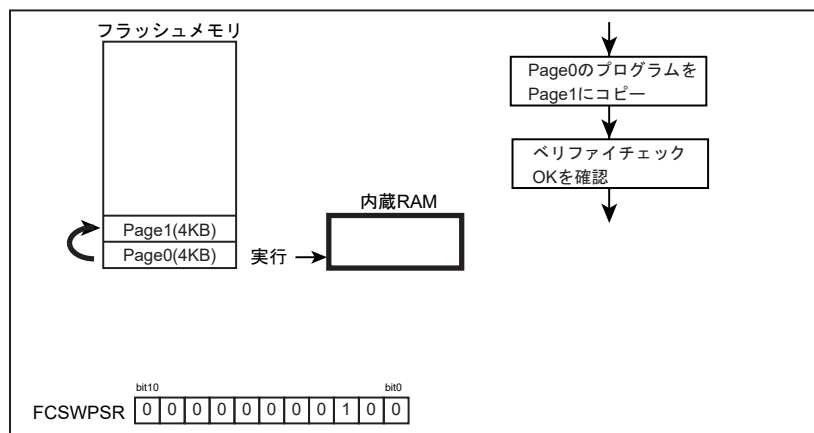 フラッシュメモリ
Page1(4KB)
Page0(4KB)
実行
内蔵RAM
Page0のプログラムを
Page1にコピー
ベリファイチェック
OKを確認
bit10
bit0
FCSWPSR 0 0 0 0 0 0 0 0 1 0 0